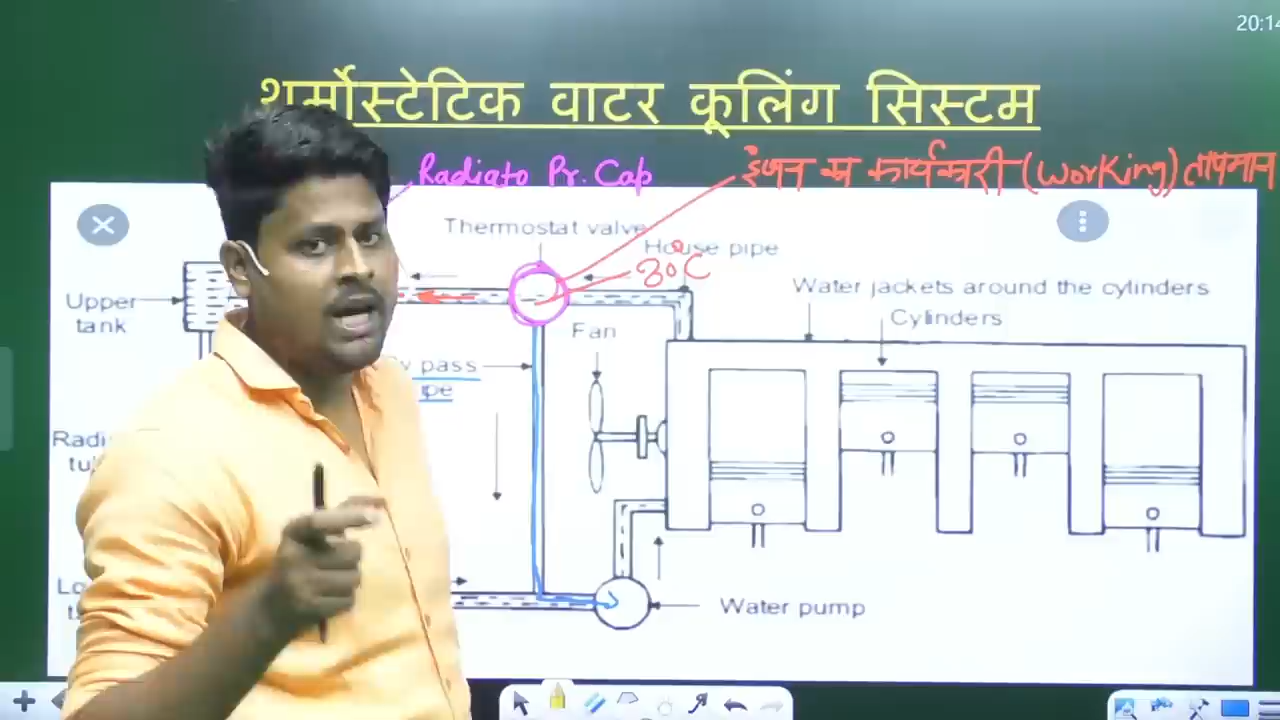 20:14
थर्मोस्टेटिक वाटर कूलिंग सिस्टम
Radiato Pr. Cap
इंजन का कार्यकारी (Working) तापमान
Thermostat valve
House pipe
30°C
Water jackets around the cylinders
Cylinders
Upper
tank
Fan
pass
Water pump